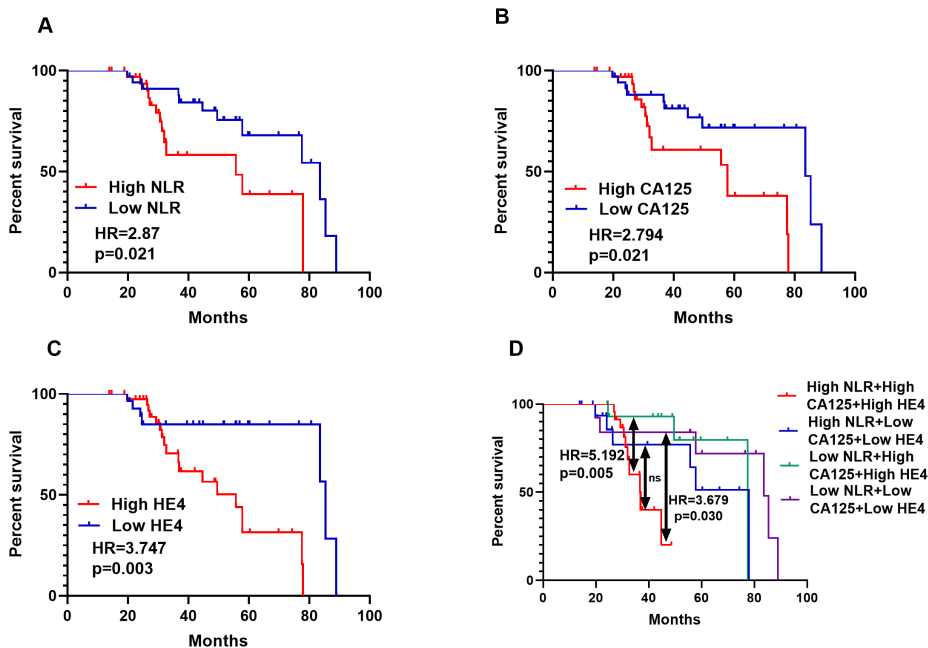 A
Percent survival
100
50
0
High NLR
Low NLR
HR=2.87
p=0.021
0 20 40 60 80 100
Months
B
Percent survival
100
50
0
High CA125
Low CA125
HR=2.794
p=0.021
0 20 40 60 80 100
Months
C
Percent survival
100
50
0
High HE4
Low HE4
HR=3.747
p=0.003
0 20 40 60 80 100
Months
D
Percent survival
100
50
0
HR=5.192
p=0.005
ns
HR=3.679
p=0.030
0 20 40 60 80 100
Months
High NLR+High
CA125+High HE4
High NLR+Low
CA125+Low HE4
Low NLR+High
CA125+High HE4
Low NLR+Low
CA125+Low HE4